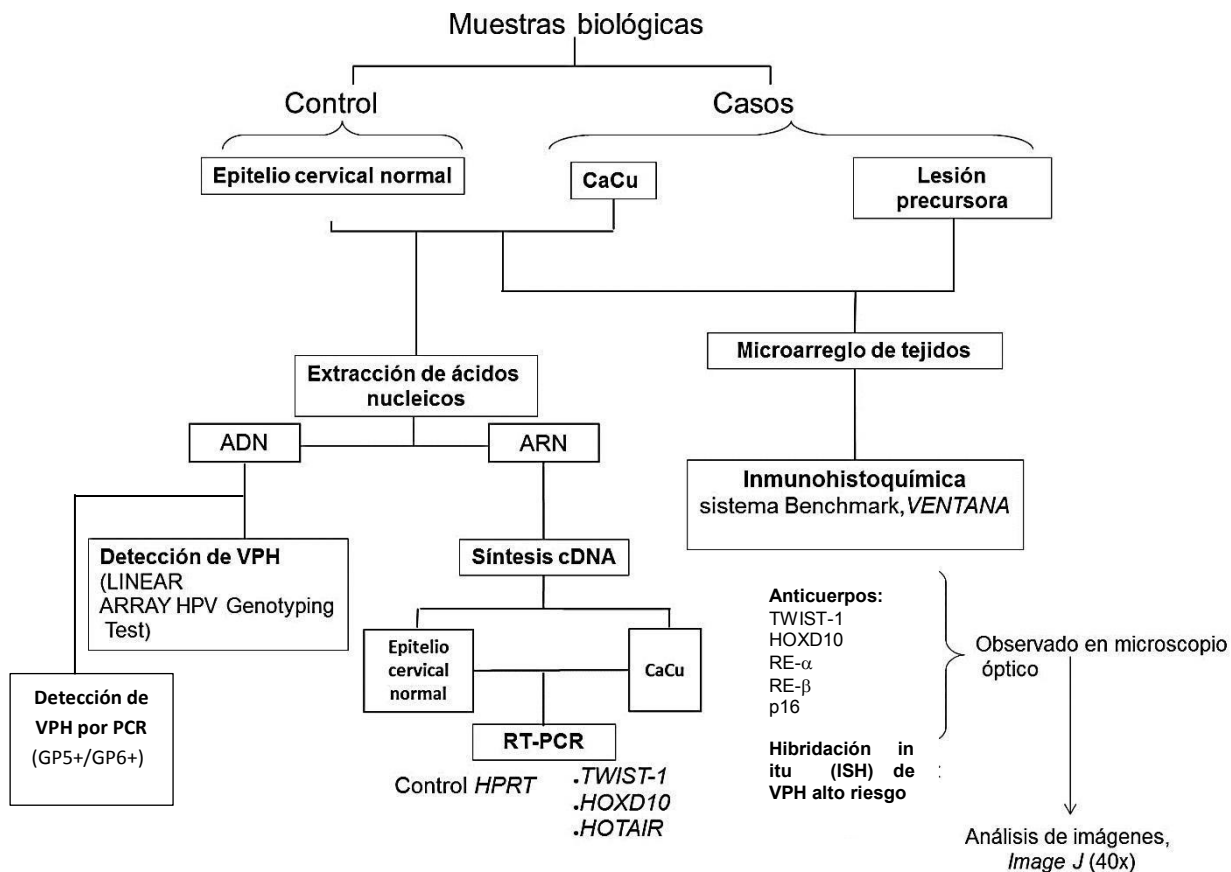 Muestras biológicas
Control
Casos
Epitelio cervical normal
CaCu
Lesión
precursora
Microarreglo de tejidos
Extracción de ácidos
nucleicos
ADN
ARN
Inmunohistoquímica
sistema Benchmark,VENTANA
Detección de VPH
(LINEAR
ARRAY HPV Genotyping
Test)
Síntesis cDNA
Epitelio
cervical
normal
CaCu
Detección de
VPH por PCR
(GP5+/GP6+)
RT-PCR
Control HPRT
.TWIST-1
.HOXD10
.HOTAIR
Anticuerpos:
TWIST-1
HOXD10
RE-α
RE-β
p16
Hibridación in
itu (ISH) de :
VPH alto riesgo
Observado en microscopio
óptico
Análisis de imágenes,
Image J (40x)